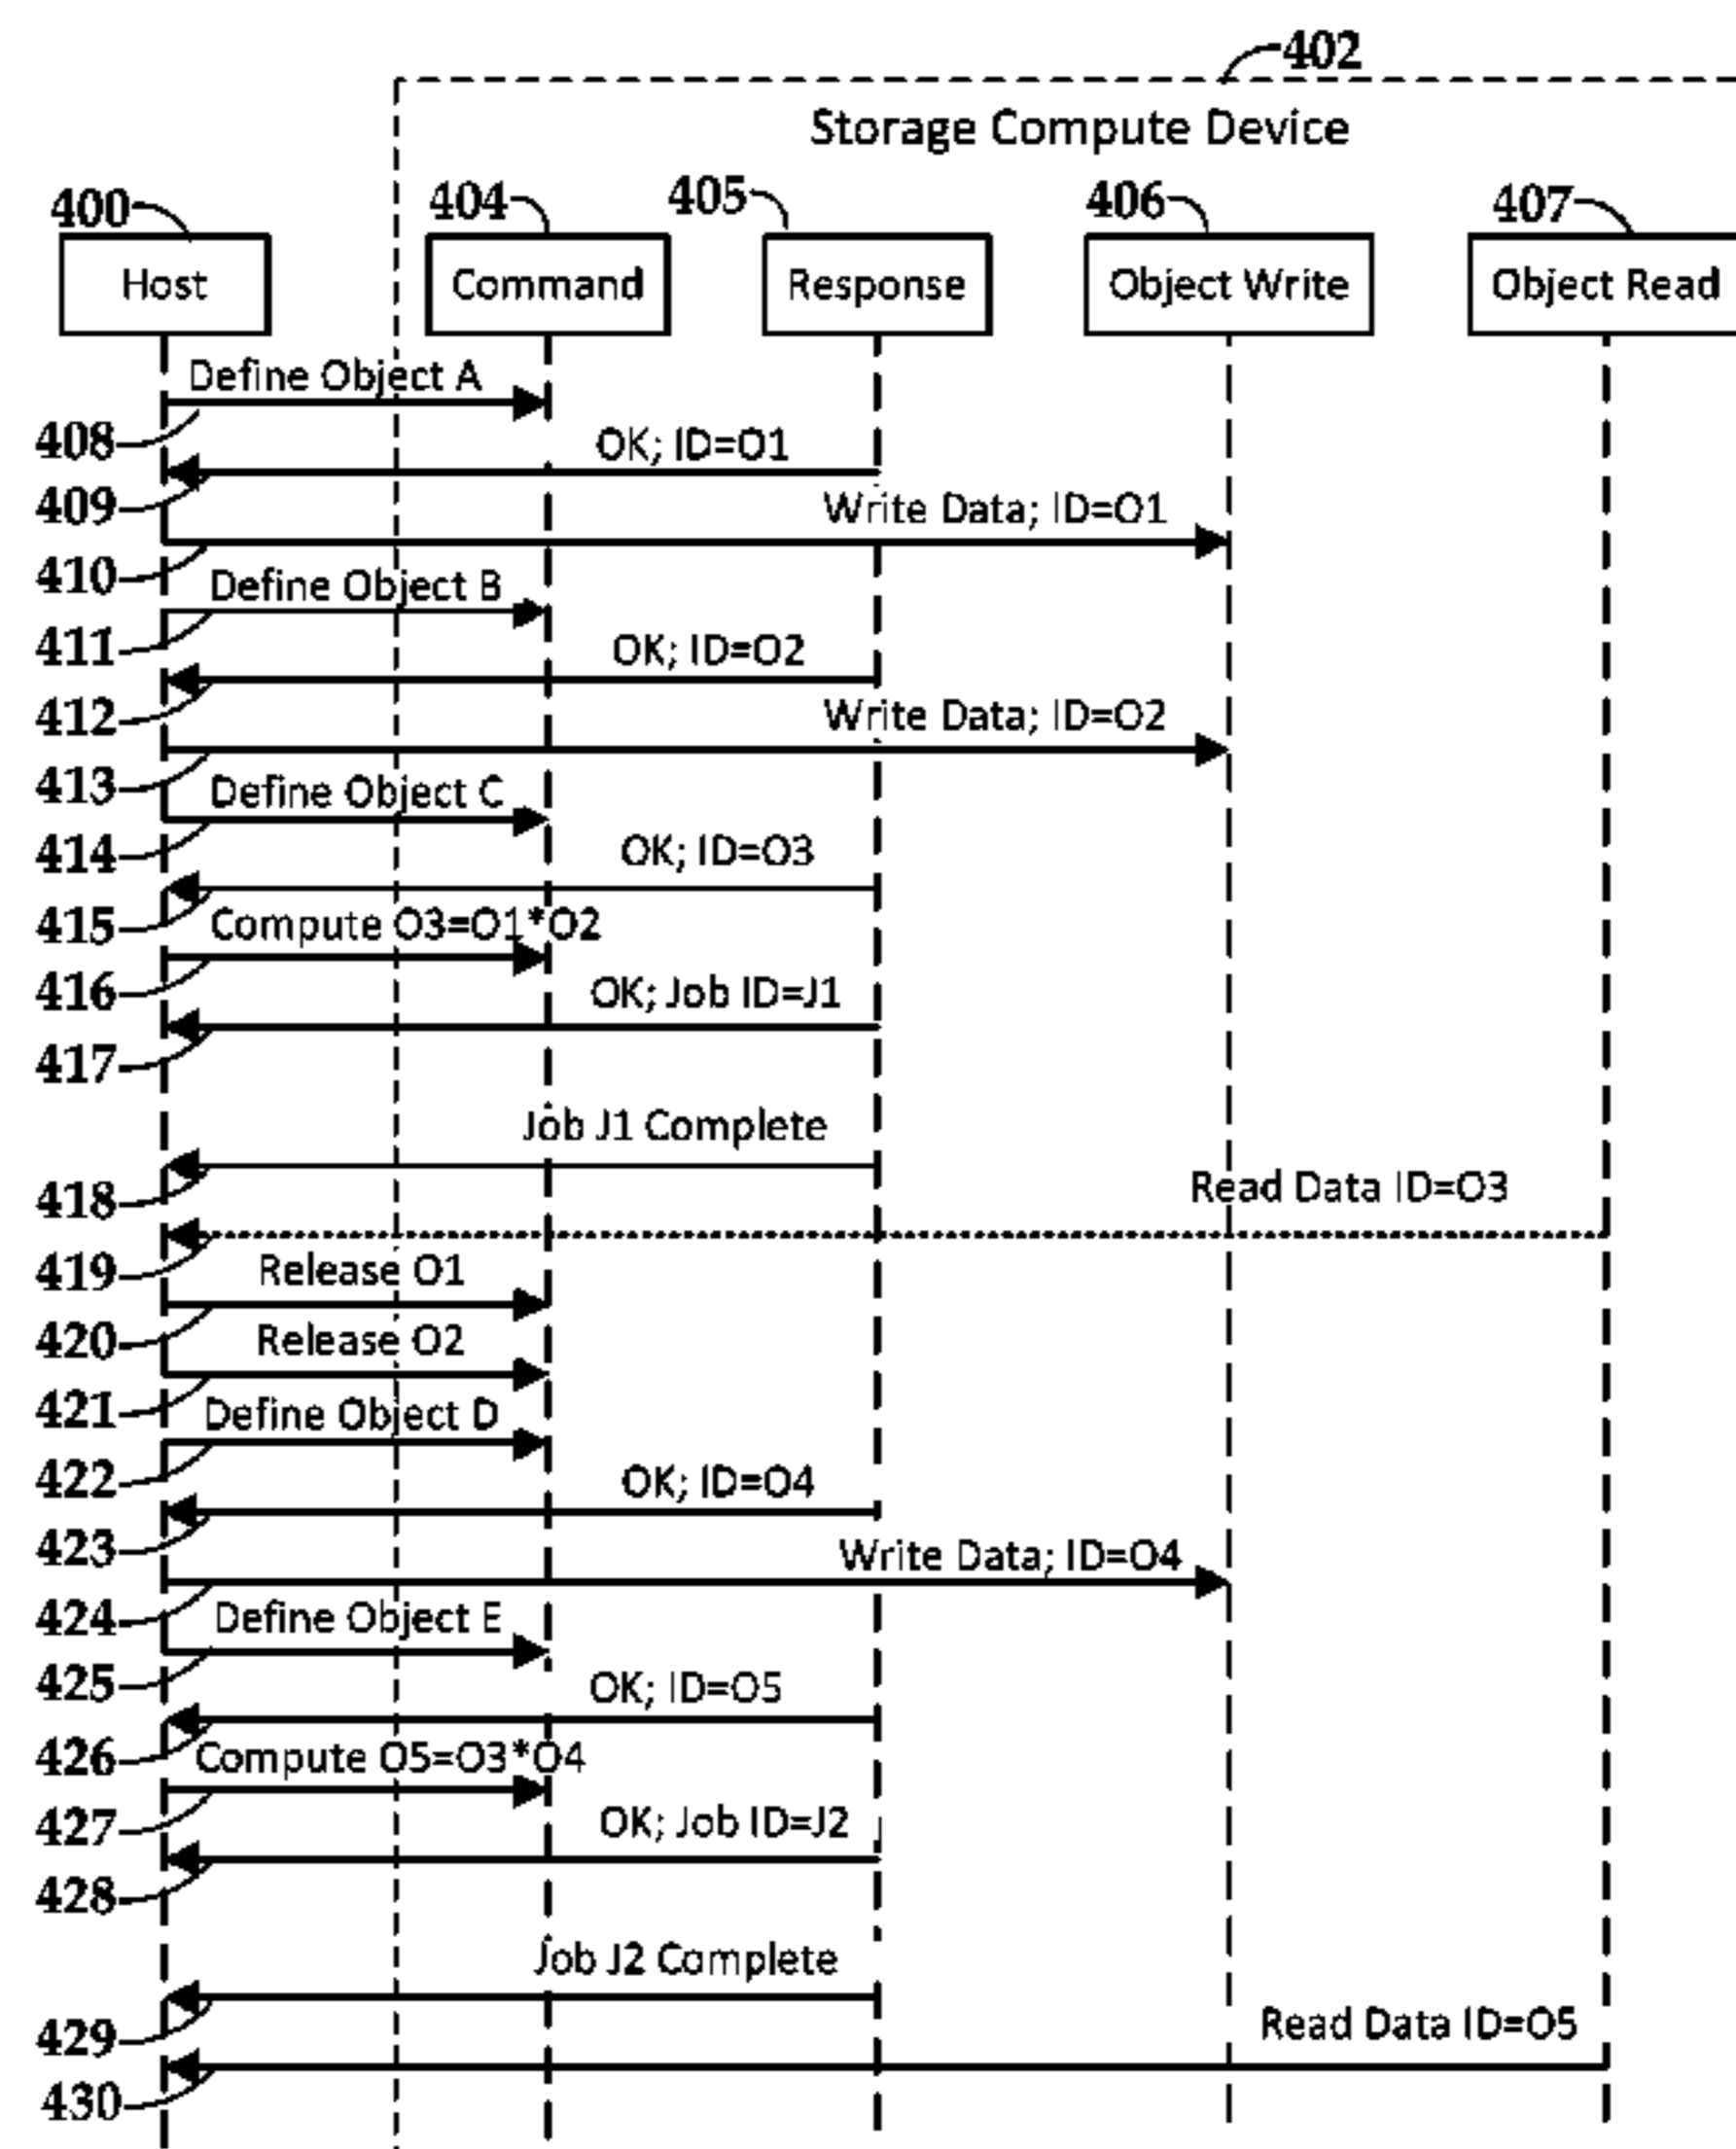 402
Storage Compute Device
400 404 405 406 407
Host Command Response Object Write Object Read
Define Object A
408
OK; ID=O1
409
Write Data; ID=O1
410
Define Object B
411
OK; ID=O2
412
Write Data; ID=O2
413
Define Object C
414
OK; ID=O3
415
Compute O3=O1*O2
416
OK; Job ID=J1
417
Job J1 Complete
418
Read Data ID=O3
419
Release O1
420
Release O2
421
Define Object D
422
OK; ID=O4
423
Write Data; ID=O4
424
Define Object E
425
OK; ID=O5
426
Compute O5=O3*O4
427
OK; Job ID=J2
428
Job J2 Complete
429
Read Data ID=O5
430